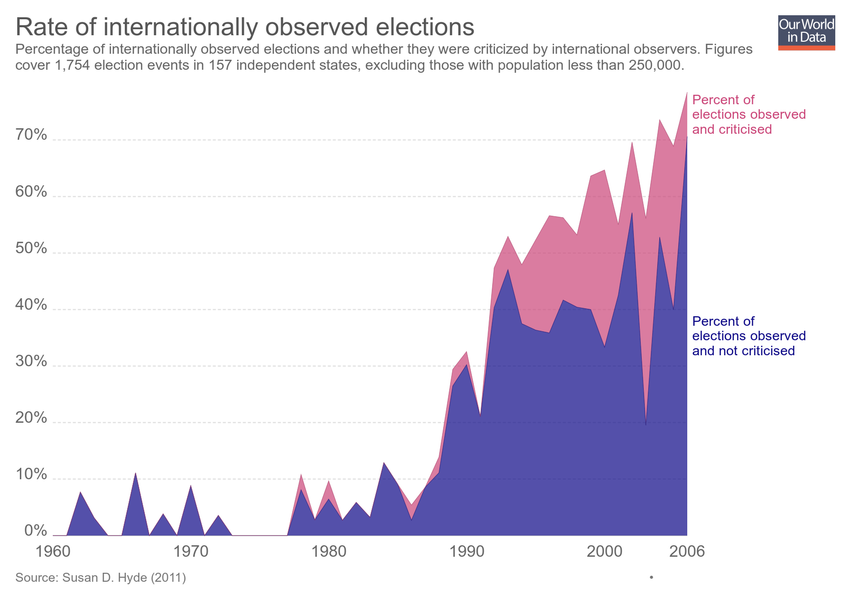 Rate of internationally observed elections
Our World
in Data
Percentage of internationally observed elections and whether they were criticized by international observers. Figures
cover 1,754 election events in 157 independent states, excluding those with population less than 250,000.
Percent of
elections observed
and criticised
70%
60%
50%
40%
Percent of
elections observed
and not criticised
30%
20%
10%
0%
1960 1970 1980 1990 2000 2006
Source: Susan D. Hyde (2011)